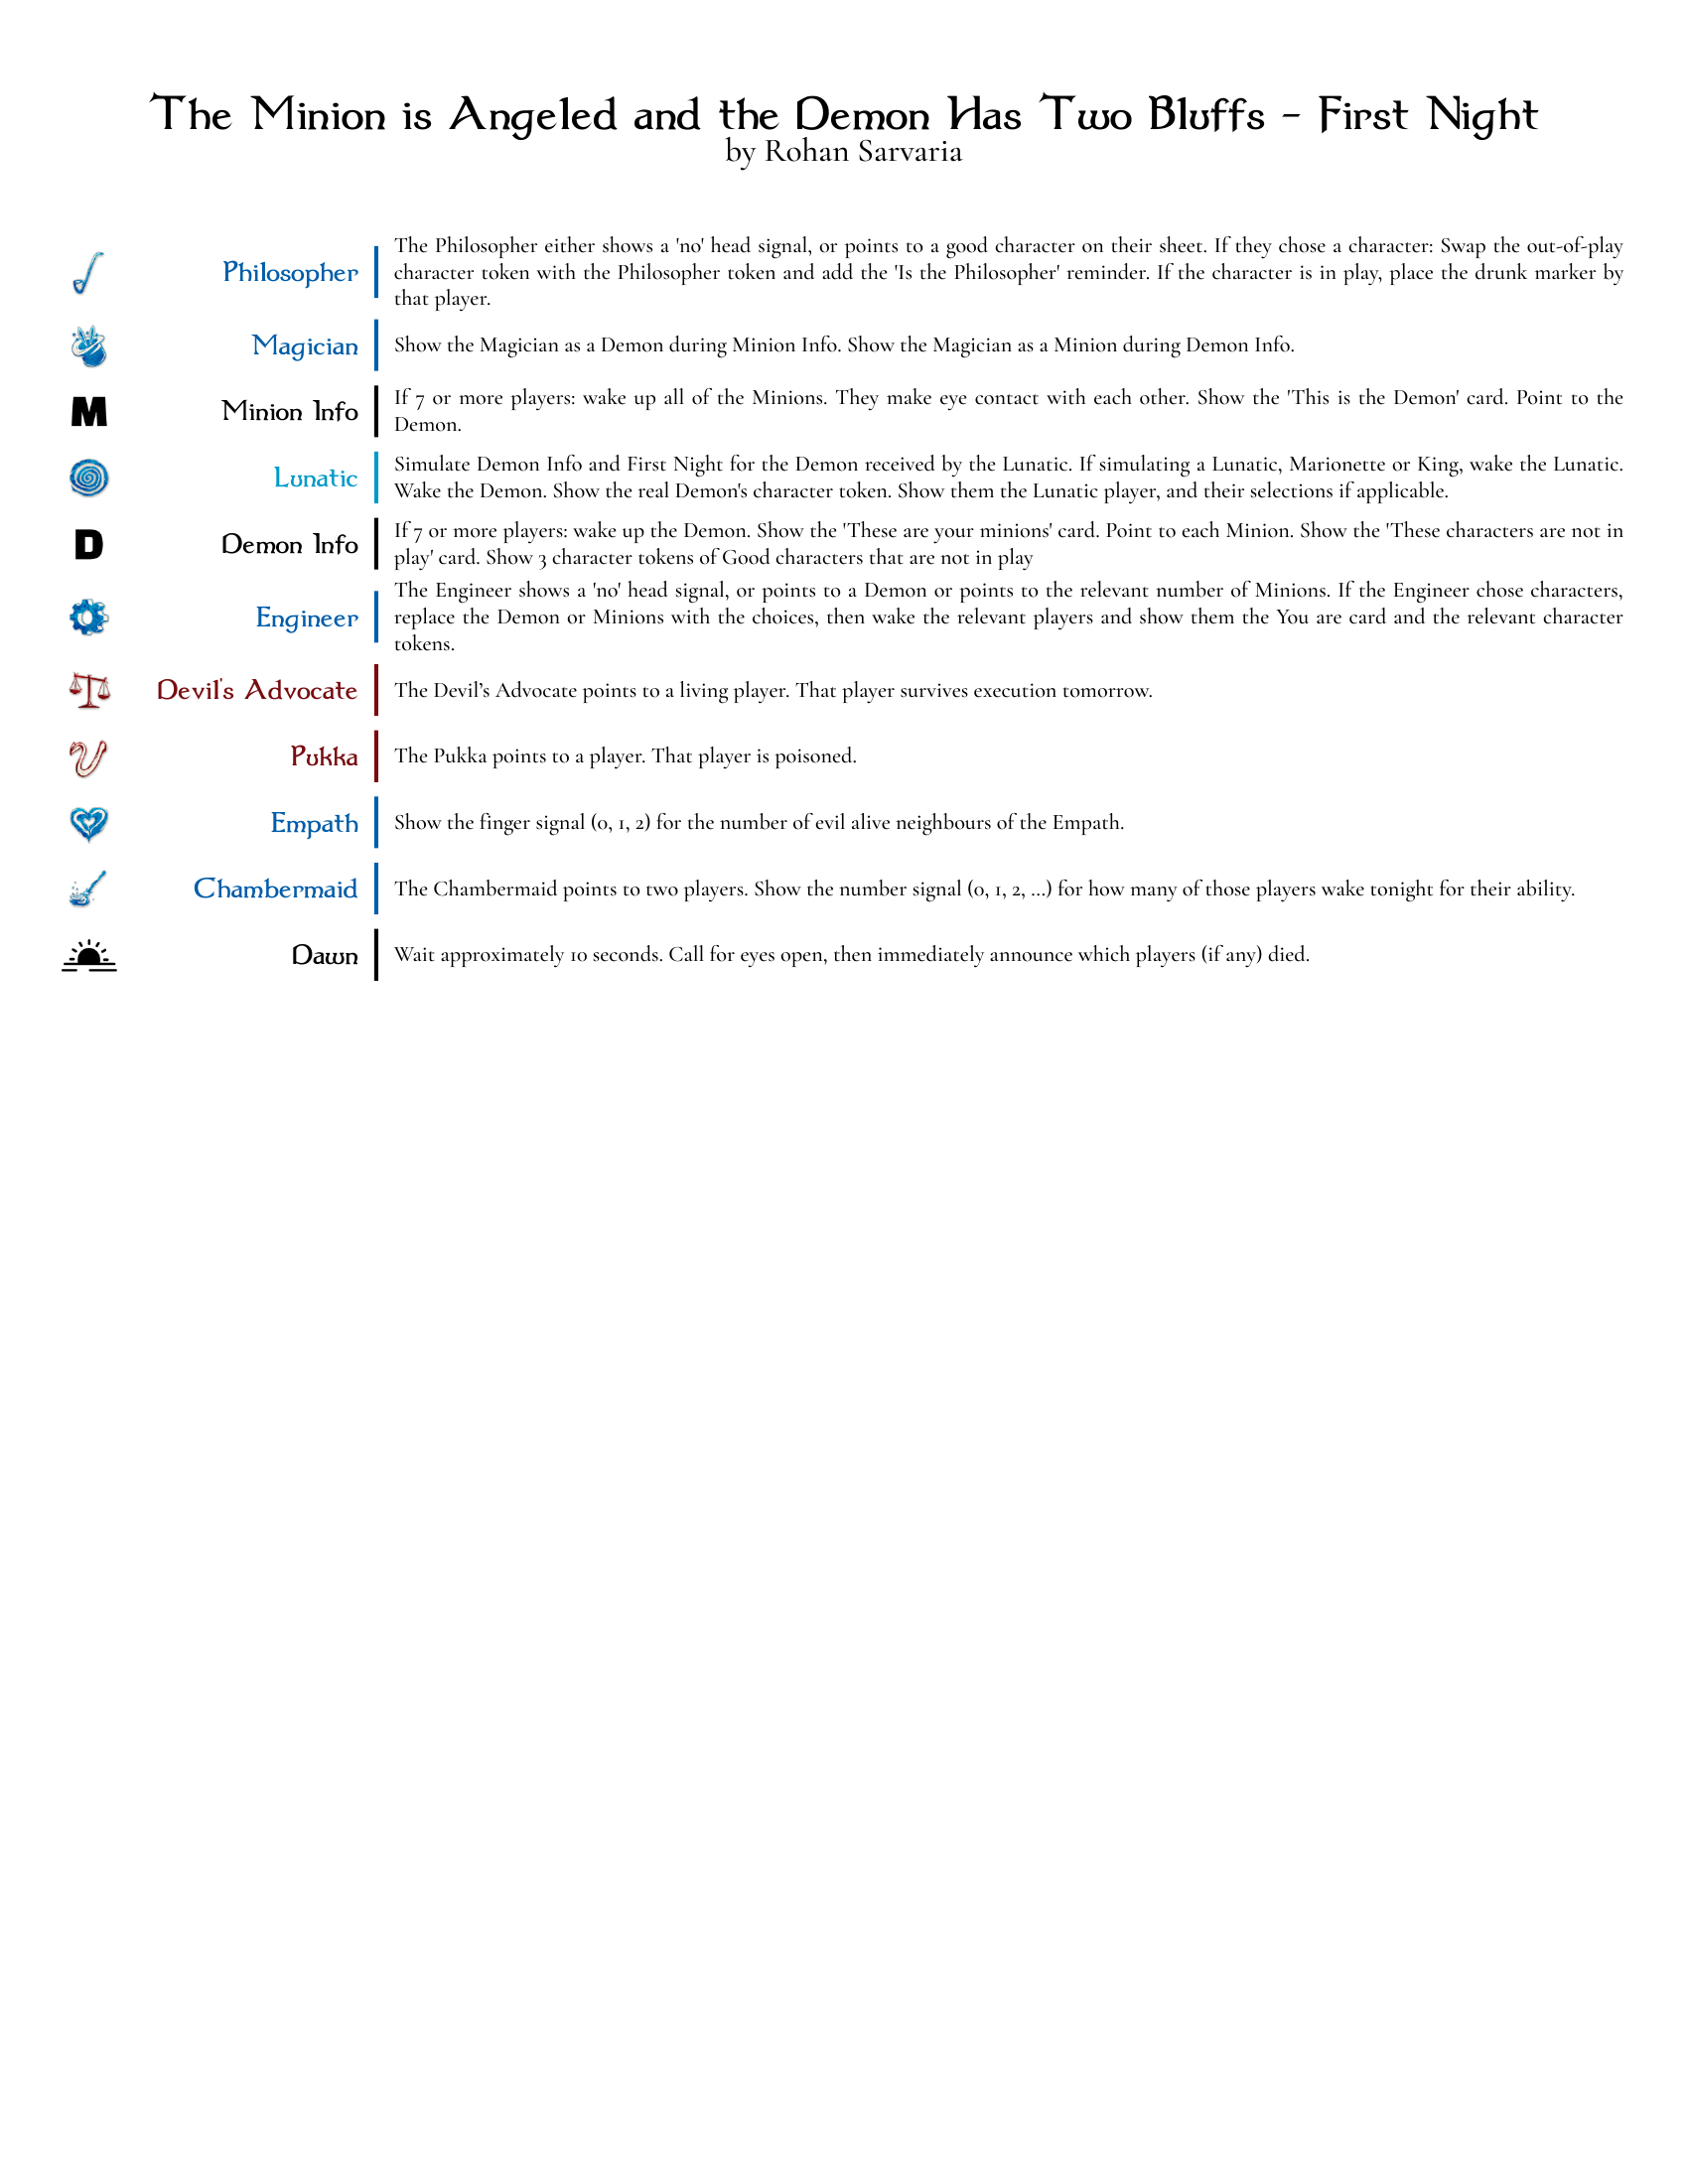 The Minion is Angeled and the Demon Has Two Bluffs - First Night
by Rohan Sarvaria
The Philosopher either shows a 'no' head signal, or points to a good character on their sheet. If they chose a character: Swap the out-of-play
Philosopher
character token with the Philosopher token and add the 'Is the Philosopher' reminder. If the character is in play, place the drunk marker by
that player.
Magician
Show the Magician as a Demon during Minion Info. Show the Magician as a Minion during Demon Info.
M
Minion Info
If 7 or more players: wake up all of the Minions. They make eye contact with each other. Show the 'This is the Demon' card. Point to the
Demon.
Lunatic
Simulate Demon Info and First Night for the Demon received by the Lunatic. If simulating a Lunatic, Marionette or King, wake the Lunatic.
Wake the Demon. Show the real Demon's character token. Show them the Lunatic player, and their selections if applicable.
D
Demon Info
If 7 or more players: wake up the Demon. Show the 'These are your minions' card. Point to each Minion. Show the 'These characters are not in
play' card. Show 3 character tokens of Good characters that are not in play
The Engineer shows a 'no' head signal, or points to a Demon or points to the relevant number of Minions. If the Engineer chose characters,
Engineer
replace the Demon or Minions with the choices, then wake the relevant players and show them the You are card and the relevant character
tokens.
Devil's Advocate
The Devil’s Advocate points to a living player. That player survives execution tomorrow.
Pukka
The Pukka points to a player. That player is poisoned.
Empath
Show the finger signal (0, 1, 2) for the number of evil alive neighbours of the Empath.
Chambermaid
The Chambermaid points to two players. Show the number signal (0, 1, 2, ...) for how many of those players wake tonight for their ability.
Dawn
Wait approximately 10 seconds. Call for eyes open, then immediately announce which players (if any) died.